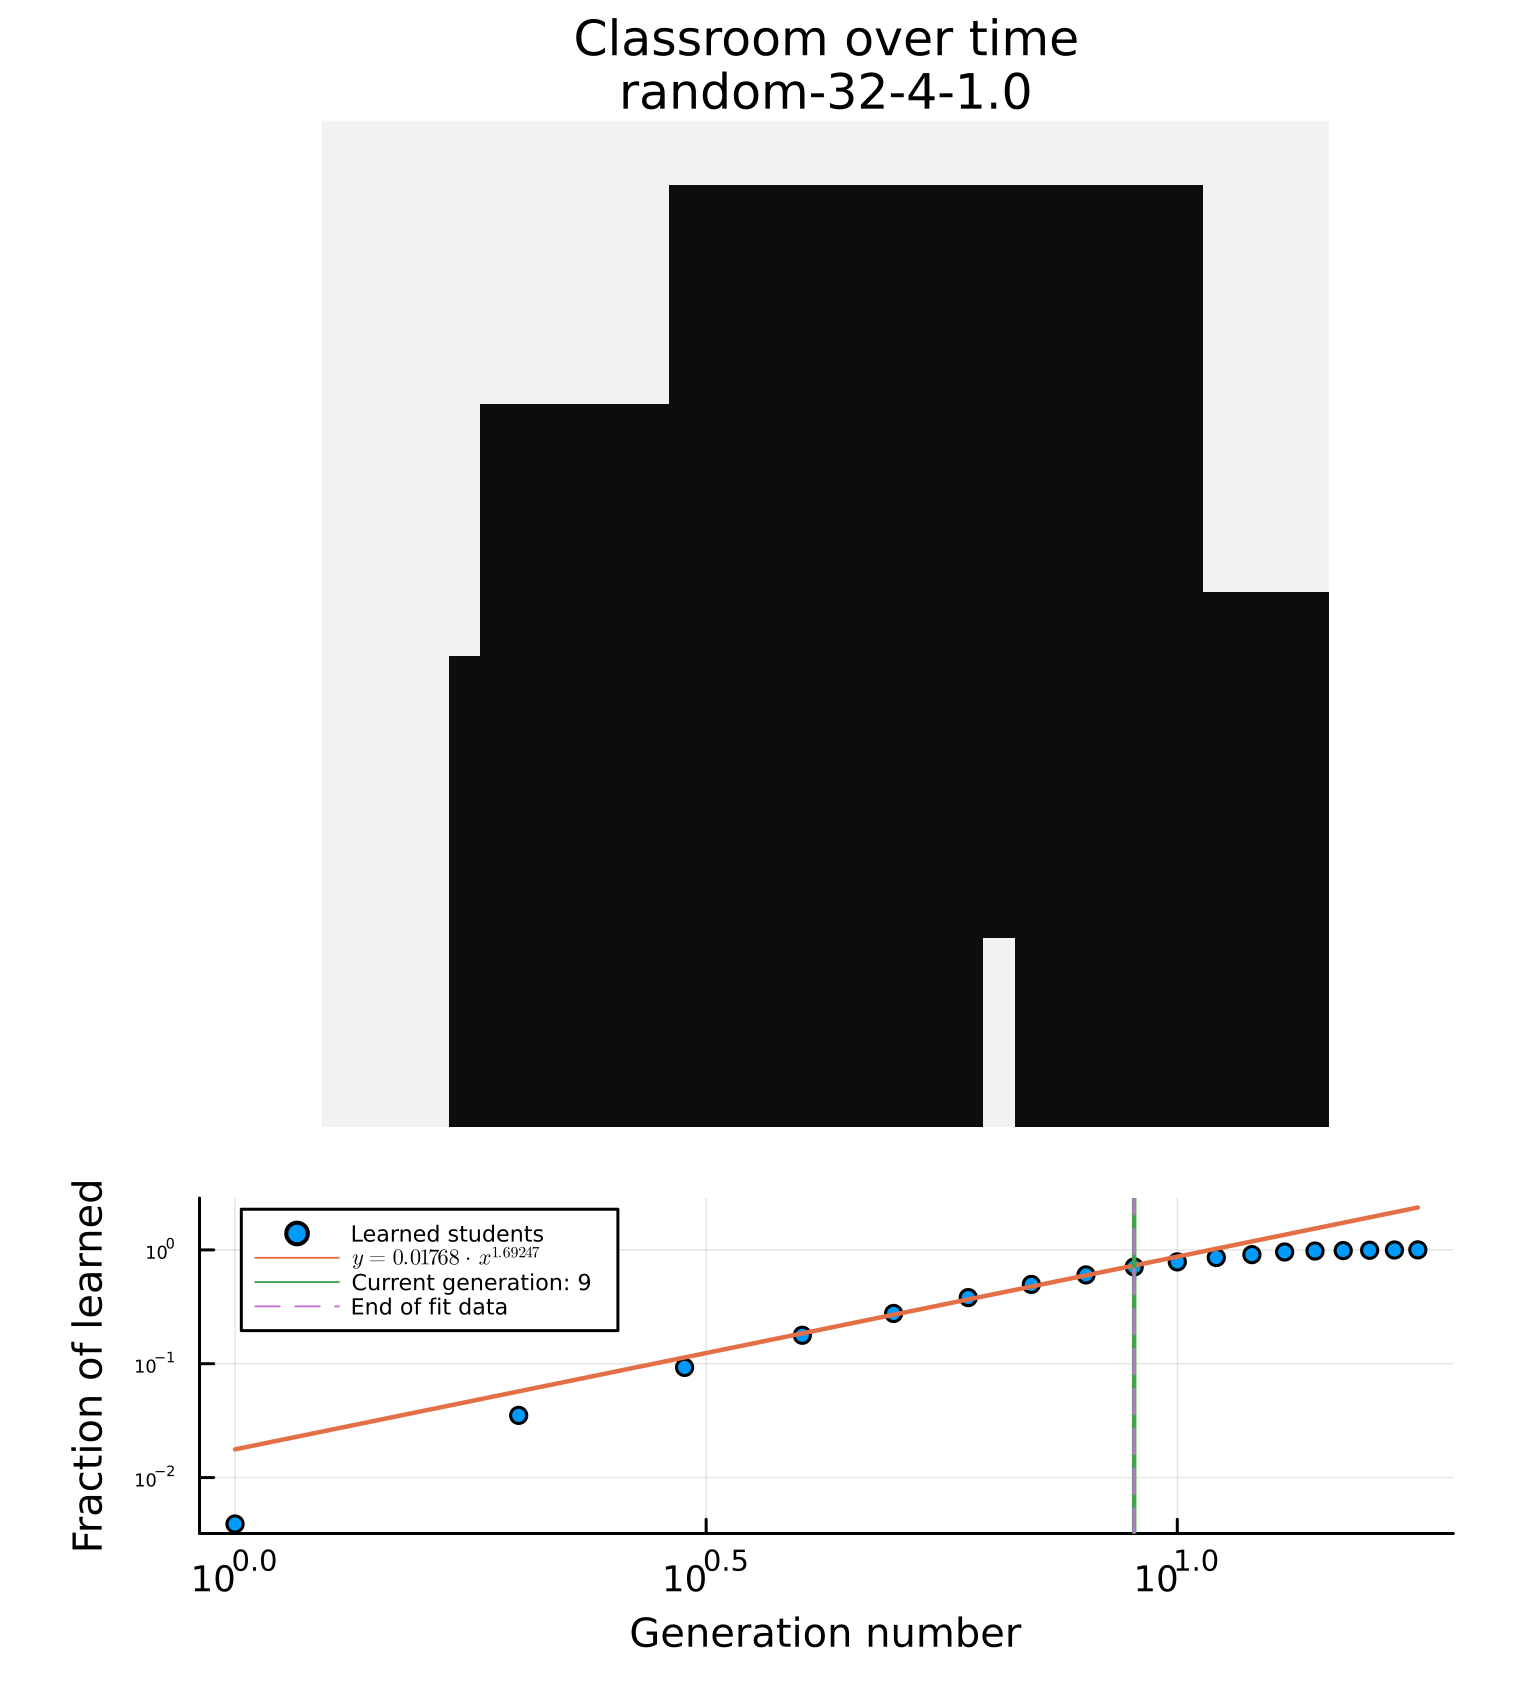 Classroom over time
random-32-4-1.0
Fraction of learned
10^0
10^-1
10^-2
Learned students
y = 0.01768 · x^1.69247
Current generation: 9
End of fit data
10^0.0
10^0.5
10^1.0
Generation number